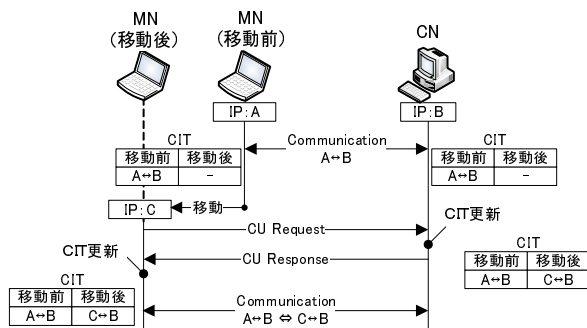 MN
(移動後)
MN
(移動前)
CN
IP:A
IP:B
Communication
A↔B
CIT
移動前 移動後
A↔B -
CIT
移動前 移動後
A↔B -
IP:C
移動
CU Request
CIT更新
CIT更新
CU Response
CIT
移動前 移動後
A↔B C↔B
CIT
移動前 移動後
A↔B C↔B
Communication
A↔B ⇔ C↔B